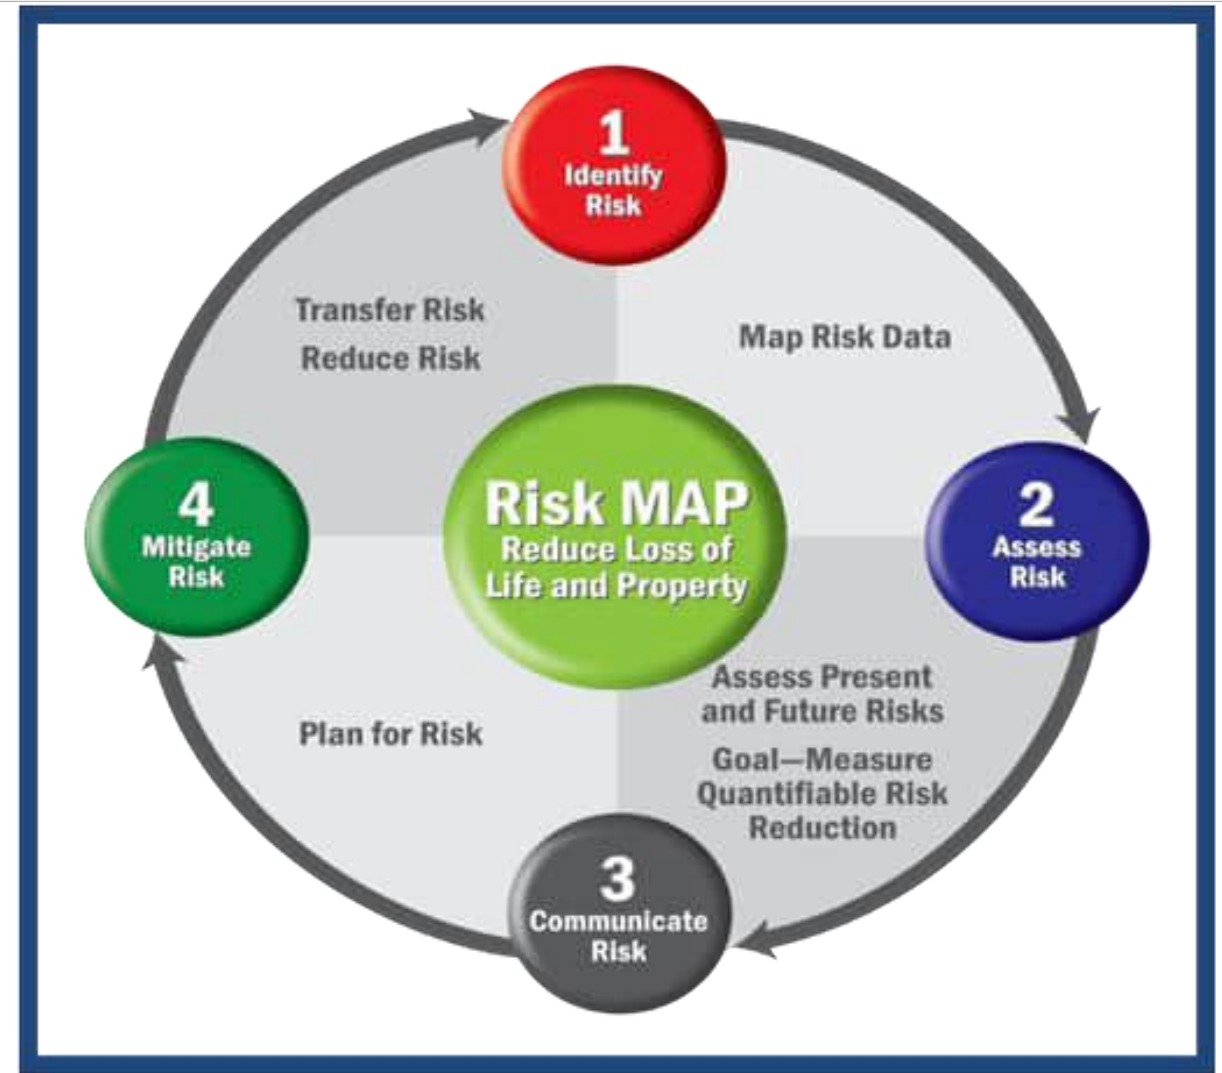 1
Identify
Risk
Transfer Risk
Reduce Risk
Map Risk Data
Risk MAP
Reduce Loss of
Life and Property
4
Mitigate
Risk
2
Assess
Risk
Assess Present
and Future Risks
Goal—Measure
Quantifiable Risk
Reduction
Plan for Risk
3
Communicate
Risk